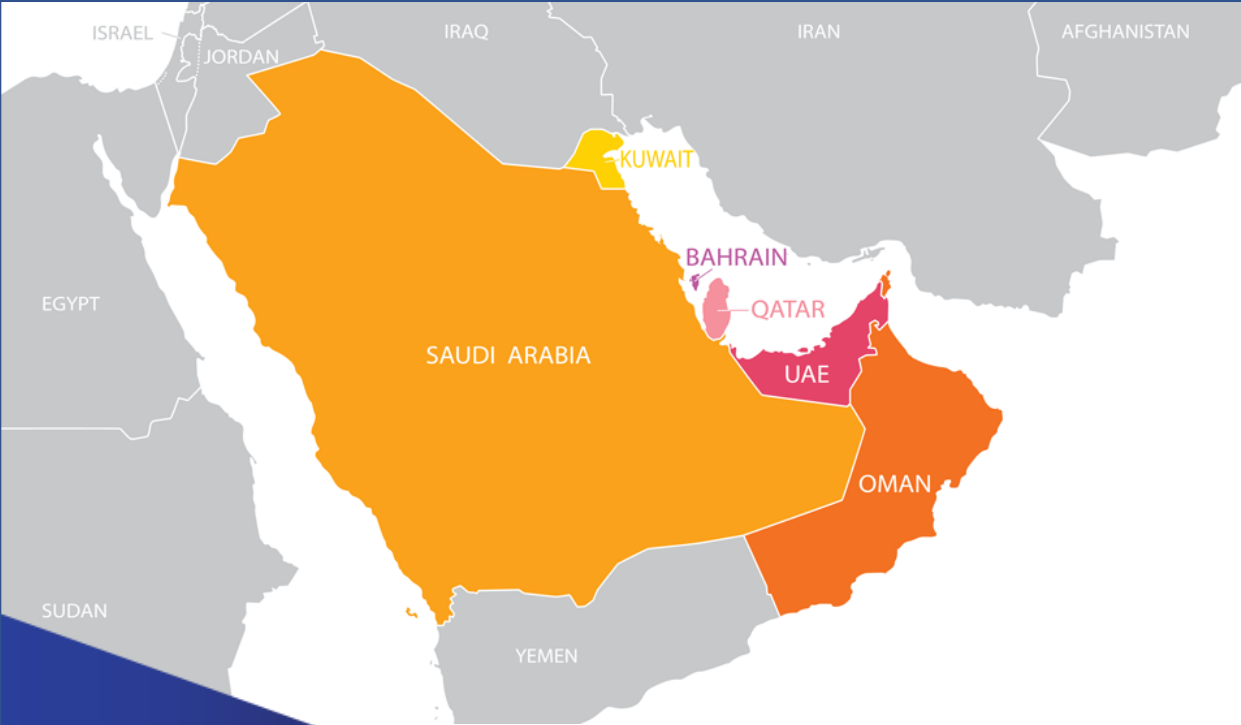 ISRAEL
IRAQ
IRAN
AFGHANISTAN
JORDAN
KUWAIT
BAHRAIN
EGYPT
QATAR
SAUDI ARABIA
UAE
OMAN
SUDAN
YEMEN